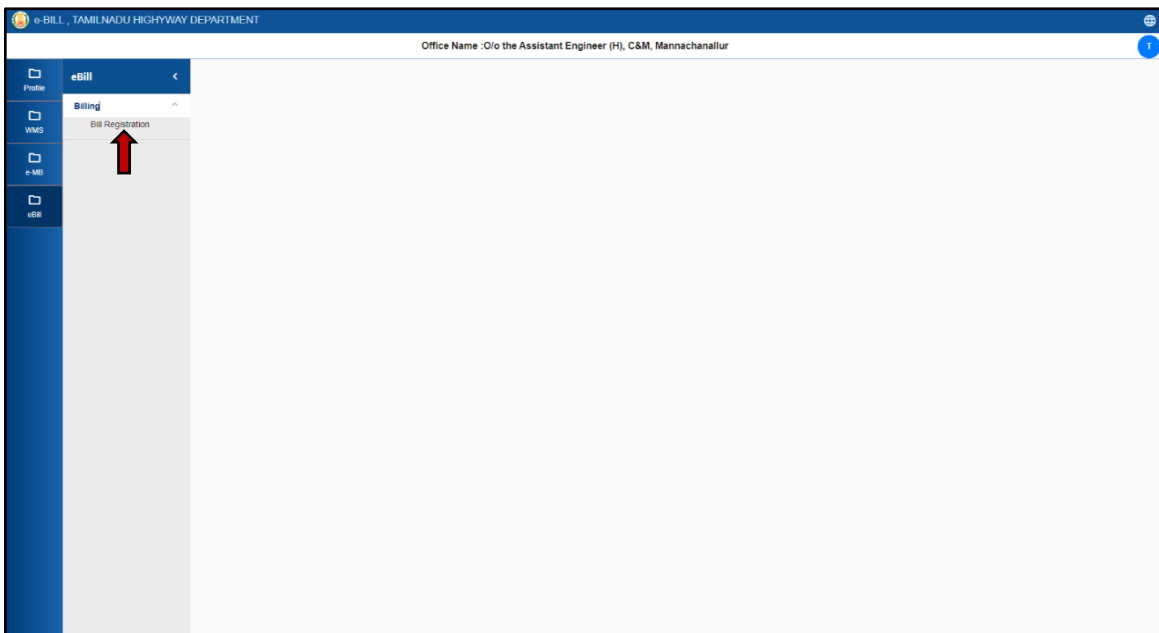 e-BILL , TAMILNADU HIGHYWAY DEPARTMENT
Office Name :O/o the Assistant Engineer (H), C&M, Mannachanallur
T
Profile
WMS
e-MB
eBill
eBill
Billing
Bill Registration